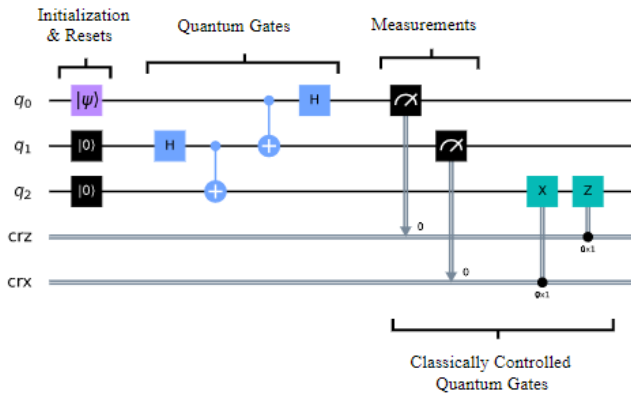 Initialization
& Resets
Quantum Gates
Measurements
q0 |ψ⟩ H
q1 |0⟩ H
q2 |0⟩ X Z
crz 0 0x1
crx 0 0x1
Classically Controlled
Quantum Gates